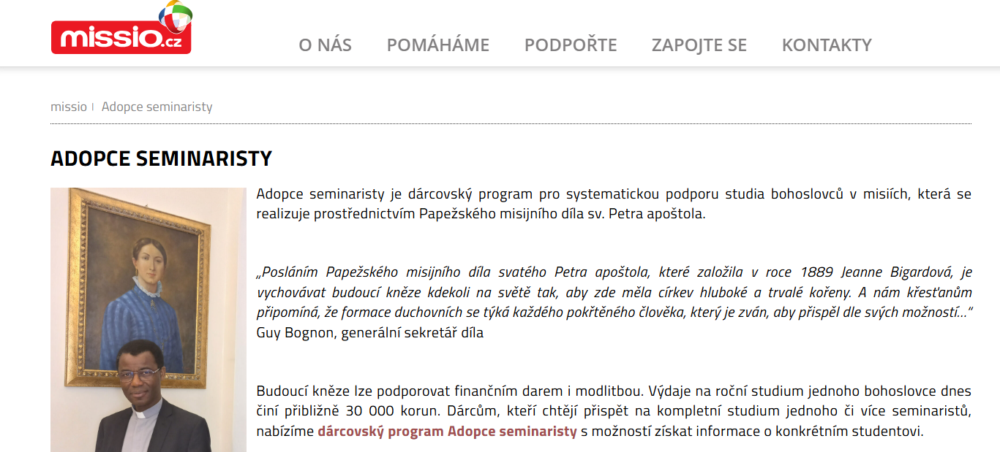 missio.cz
O NÁS POMÁHÁME PODPOŘTE ZAPOJTE SE KONTAKTY
missio | Adopce seminaristy
ADOPCE SEMINARISTY
Adopce seminaristy je dárcovský program pro systematickou podporu studia bohoslovců v misiích, která se
realizuje prostřednictvím Papežského misijního díla sv. Petra apoštola.
„Posláním Papežského misijního díla svatého Petra apoštola, které založila v roce 1889 Jeanne Bigardová, je
vychovávat budoucí kněze kdekoli na světě tak, aby zde měla církev hluboké a trvalé kořeny. A nám křesťanům
připomíná, že formace duchovních se týká každého pokřtěného člověka, který je zván, aby přispěl dle svých možností…“
Guy Bognon, generální sekretář díla
Budoucí kněze lze podporovat finančním darem i modlitbou. Výdaje na roční studium jednoho bohoslovce dnes
činí přibližně 30 000 korun. Dárcům, kteří chtějí přispět na kompletní studium jednoho či více seminaristů,
nabízíme dárcovský program Adopce seminaristy s možností získat informace o konkrétním studentovi.